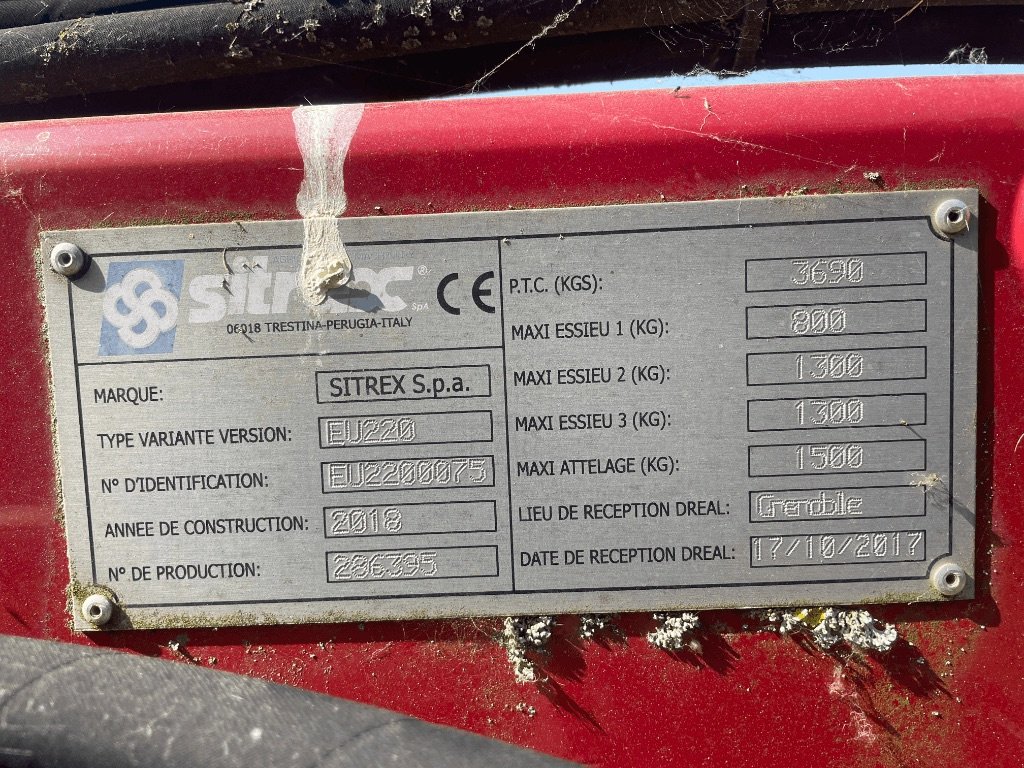 sitrex® SpA
CE
06018 TRESTINA-PERUGIA-ITALY
MARQUE: SITREX S.p.a.
TYPE VARIANTE VERSION: EU220
N° D'IDENTIFICATION: EU2200075
ANNEE DE CONSTRUCTION: 2018
N° DE PRODUCTION: 286395
P.T.C. (KGS): 3690
MAXI ESSIEU 1 (KG): 800
MAXI ESSIEU 2 (KG): 1300
MAXI ESSIEU 3 (KG): 1300
MAXI ATTELAGE (KG): 1500
LIEU DE RECEPTION DREAL: Grenoblle
DATE DE RECEPTION DREAL: 17/10/2017